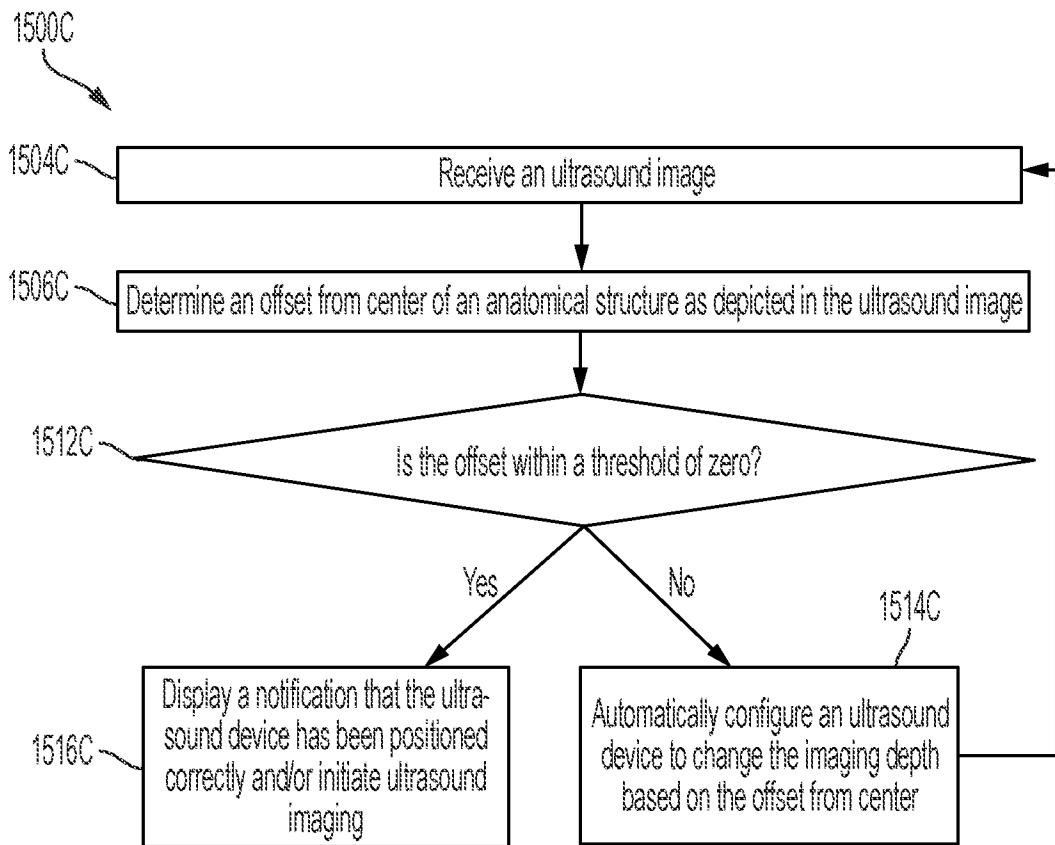 1500C
1504C
Receive an ultrasound image
1506C
Determine an offset from center of an anatomical structure as depicted in the ultrasound image
1512C
Is the offset within a threshold of zero?
Yes
No
1514C
1516C
Display a notification that the ultra-
sound device has been positioned
correctly and/or initiate ultrasound
imaging
Automatically configure an ultrasound
device to change the imaging depth
based on the offset from center